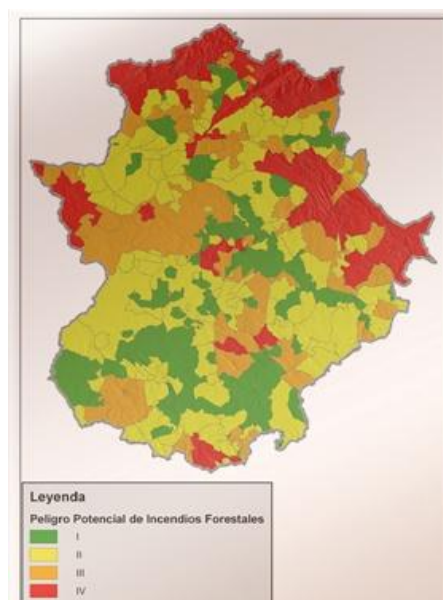 Leyenda
Peligro Potencial de Incendios Forestales
I
II
III
IV